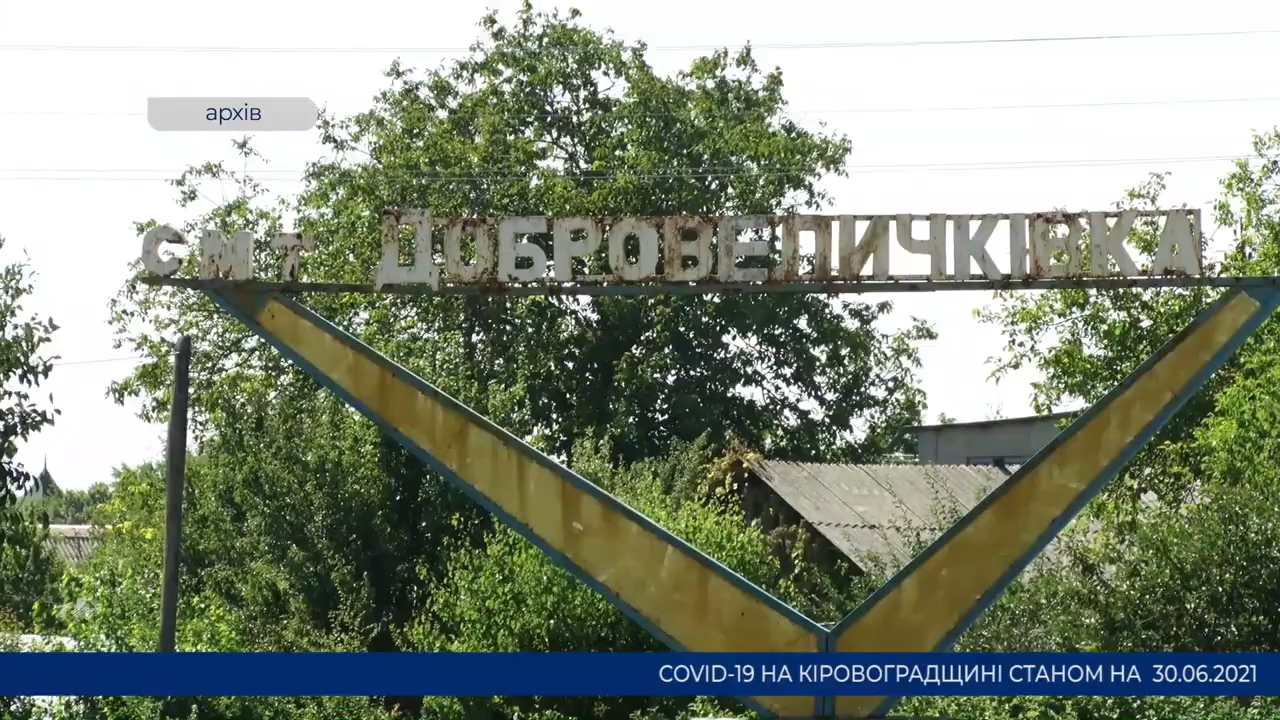 архів
смт ДОБРОВЕЛИЧКІВКА
COVID-19 НА КІРОВОГРАДЩИНІ СТАНОМ НА 30.06.2021